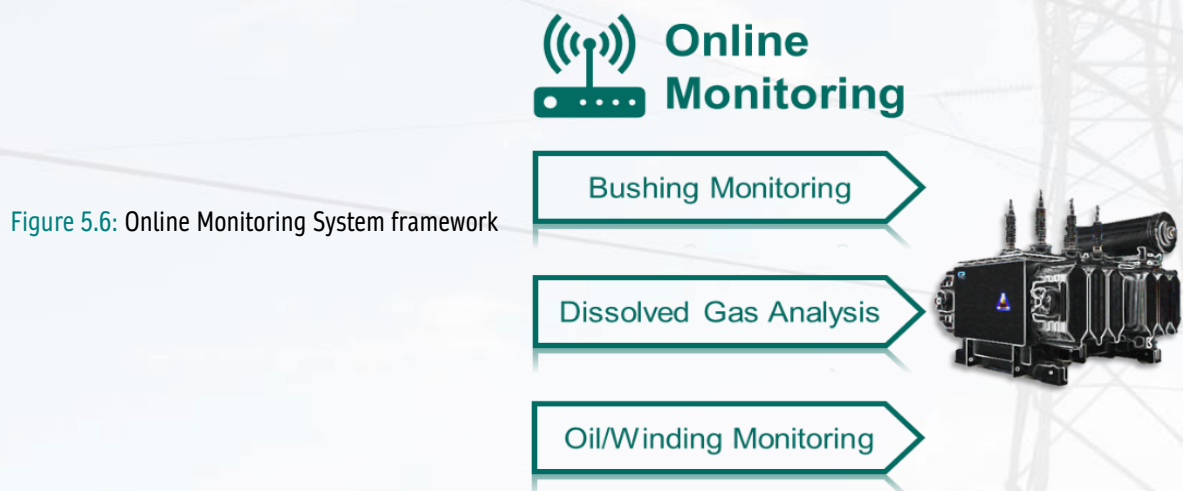 Online
Monitoring
Bushing Monitoring
Figure 5.6: Online Monitoring System framework
Dissolved Gas Analysis
Oil/Winding Monitoring